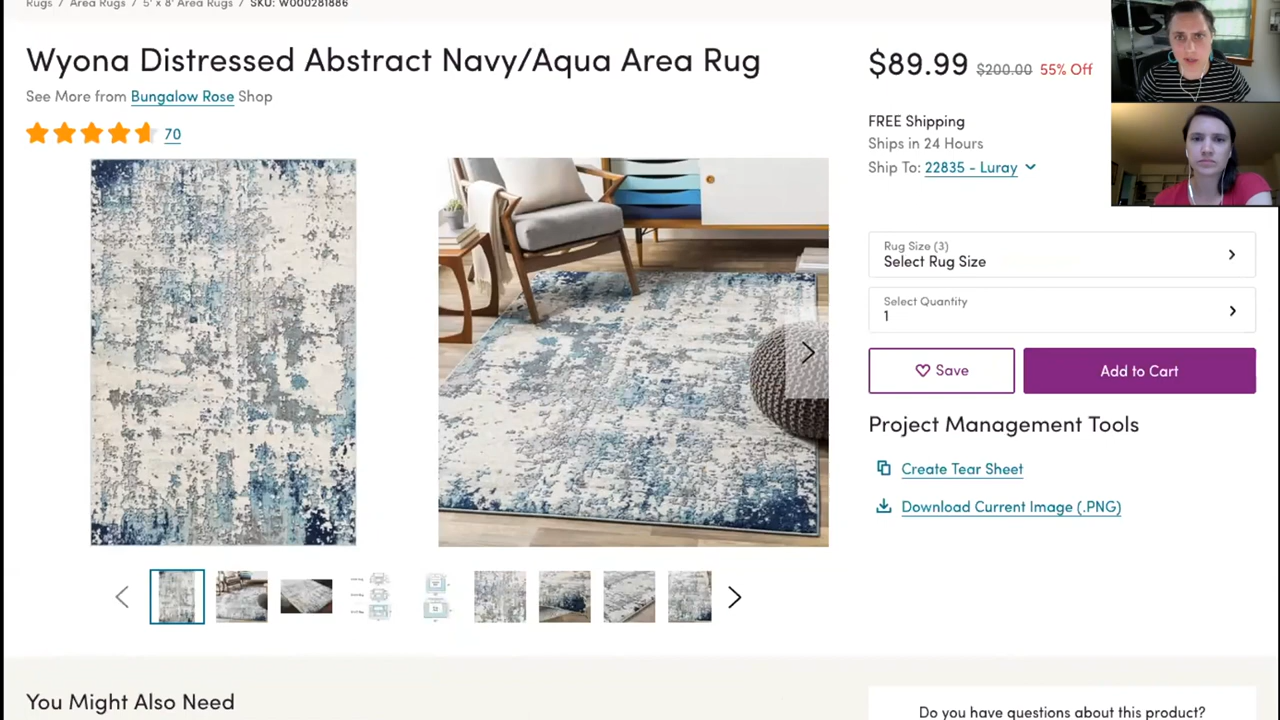 Rugs / Area Rugs / 5' x 8' Area Rugs / SKU: W000281886
Wyona Distressed Abstract Navy/Aqua Area Rug
See More from Bungalow Rose Shop
70
$89.99 $200.00 55% Off
FREE Shipping
Ships in 24 Hours
Ship To: 22835 - Luray
Rug Size (3)
Select Rug Size
Select Quantity
1
Save
Add to Cart
Project Management Tools
Create Tear Sheet
Download Current Image (.PNG)
You Might Also Need
Do you have questions about this product?